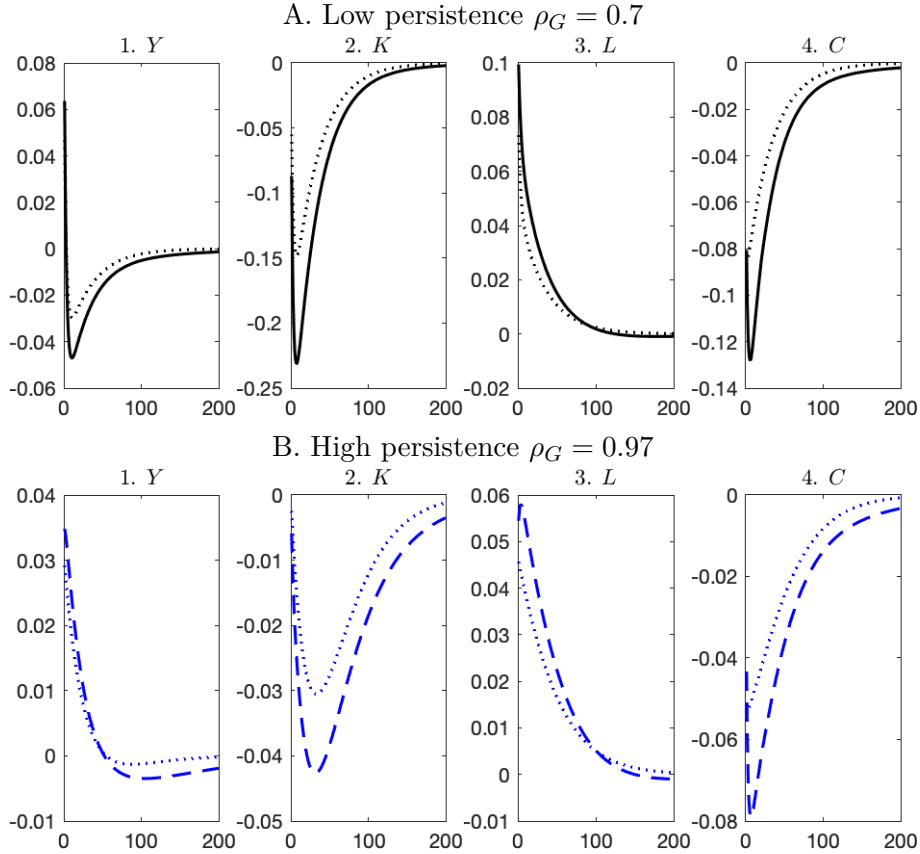 A. Low persistence ρ_G = 0.7
1. Y 2. K 3. L 4. C
0.08 0.06 0.04 0.02 0 -0.02 -0.04 -0.06
0 100 200
0 -0.05 -0.1 -0.15 -0.2 -0.25
0 100 200
0.1 0.08 0.06 0.04 0.02 0 -0.02
0 100 200
0 -0.02 -0.04 -0.06 -0.08 -0.1 -0.12 -0.14
0 100 200
B. High persistence ρ_G = 0.97
1. Y 2. K 3. L 4. C
0.04 0.03 0.02 0.01 0 -0.01
0 100 200
0 -0.01 -0.02 -0.03 -0.04 -0.05
0 100 200
0.06 0.05 0.04 0.03 0.02 0.01 0 -0.01
0 100 200
0 -0.02 -0.04 -0.06 -0.08
0 100 200